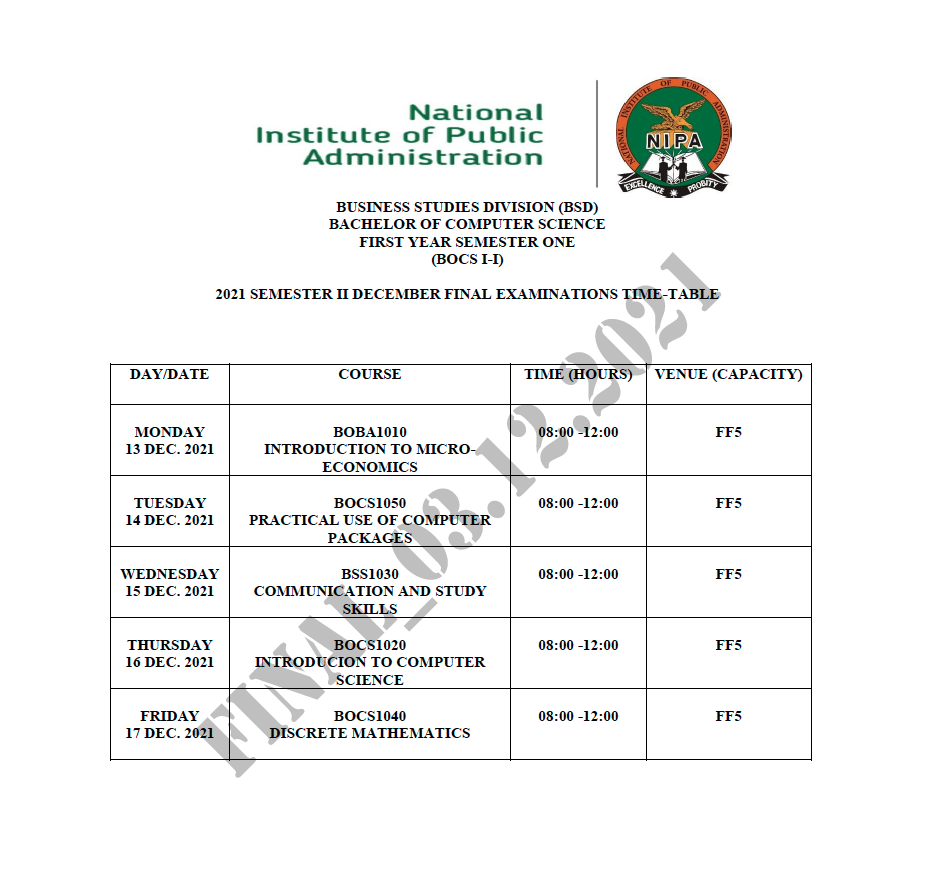 National
Institute of Public
Administration
NATIONAL INSTITUTE OF PUBLIC ADMINISTRATION
NIPA
EXCELLENCE PROBITY
BUSINESS STUDIES DIVISION (BSD)
BACHELOR OF COMPUTER SCIENCE
FIRST YEAR SEMESTER ONE
(BOCS I-I)
2021 SEMESTER II DECEMBER FINAL EXAMINATIONS TIME-TABLE
DAY/DATE COURSE TIME (HOURS) VENUE (CAPACITY)
MONDAY BOBA1010 08:00 -12:00 FF5
13 DEC. 2021 INTRODUCTION TO MICRO-
ECONOMICS
TUESDAY BOCS1050 08:00 -12:00 FF5
14 DEC. 2021 PRACTICAL USE OF COMPUTER
PACKAGES
WEDNESDAY BSS1030 08:00 -12:00 FF5
15 DEC. 2021 COMMUNICATION AND STUDY
SKILLS
THURSDAY BOCS1020 08:00 -12:00 FF5
16 DEC. 2021 INTRODUCION TO COMPUTER
SCIENCE
FRIDAY BOCS1040 08:00 -12:00 FF5
17 DEC. 2021 DISCRETE MATHEMATICS
FINAL_03.12.2021